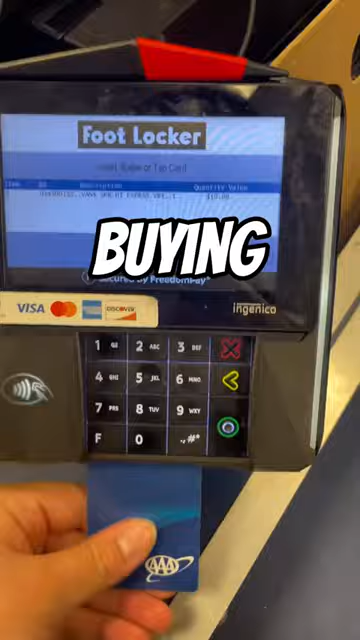 Foot Locker
Insert, Swipe or Tap Card
Description Quantity Value
BUYING
Secured By FreedomPay
VISA DISCOVER
ingenico
1 2 ABC 3 DEF
4 GHI 5 JKL 6 MNO
7 PRS 8 TUV 9 WXY
F 0 .,#*
AAA